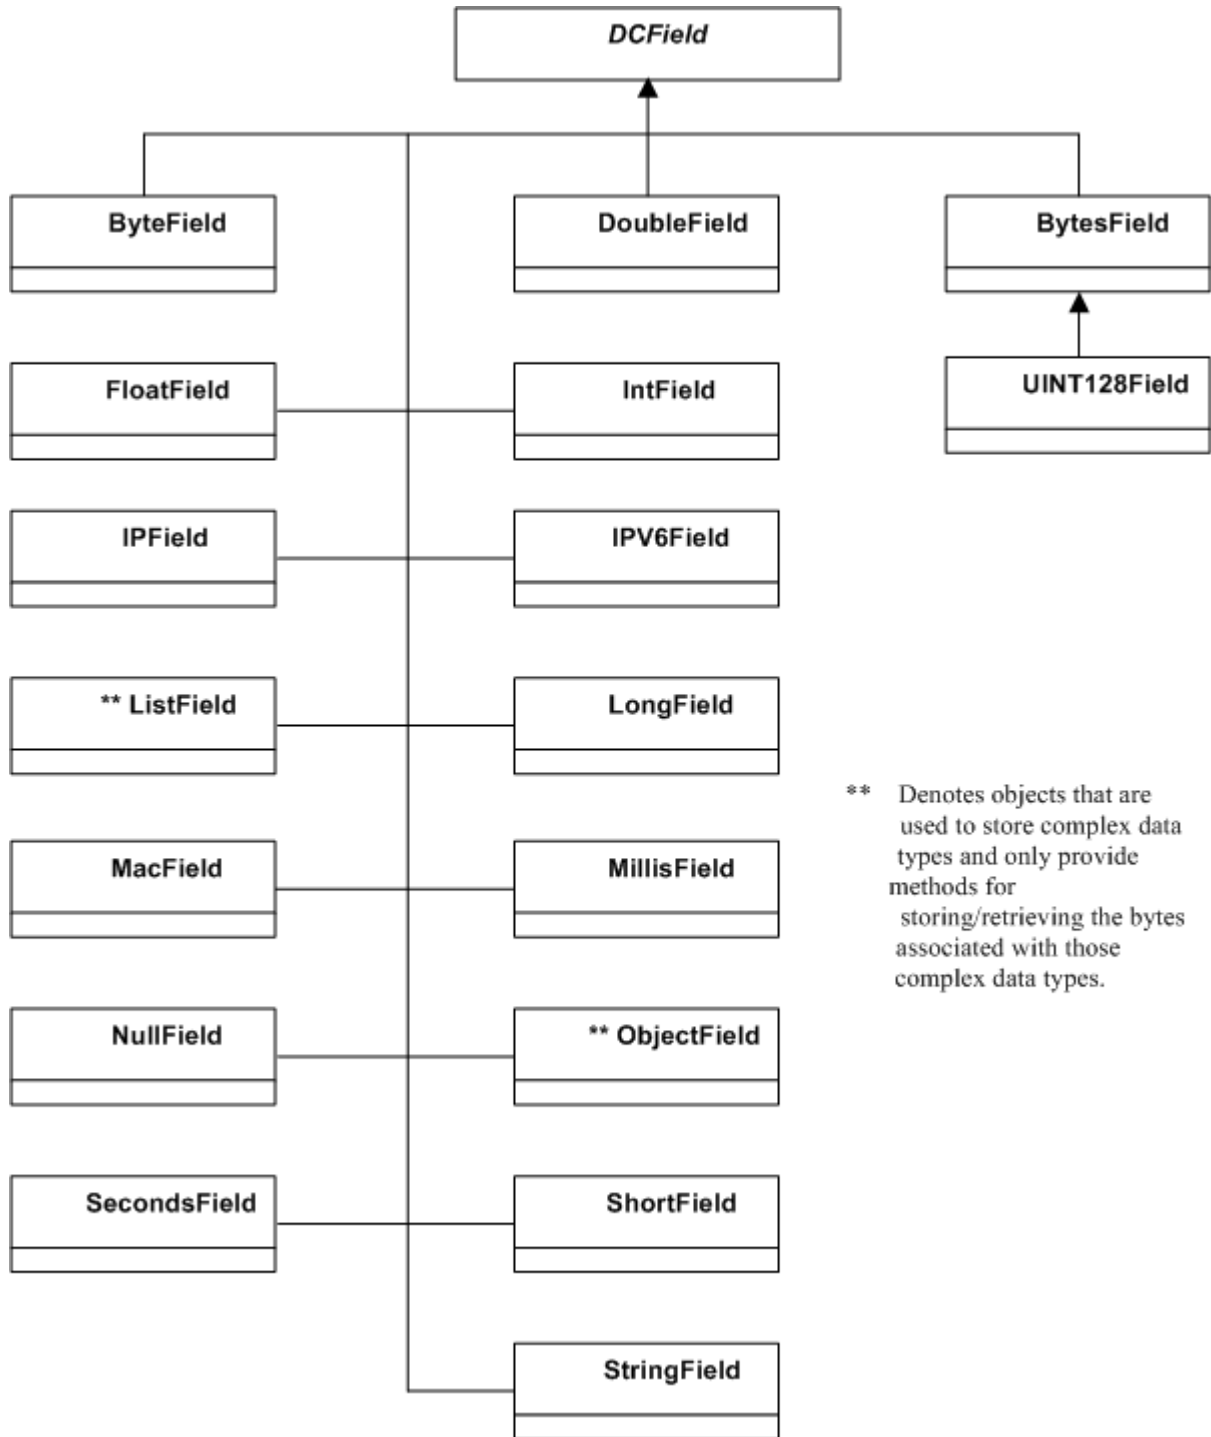 DCField
ByteField
DoubleField
BytesField
FloatField
IntField
UINT128Field
IPField
IPV6Field
** ListField
LongField
** Denotes objects that are
used to store complex data
types and only provide
methods for
storing/retrieving the bytes
associated with those
complex data types.
MacField
MillisField
NullField
** ObjectField
SecondsField
ShortField
StringField